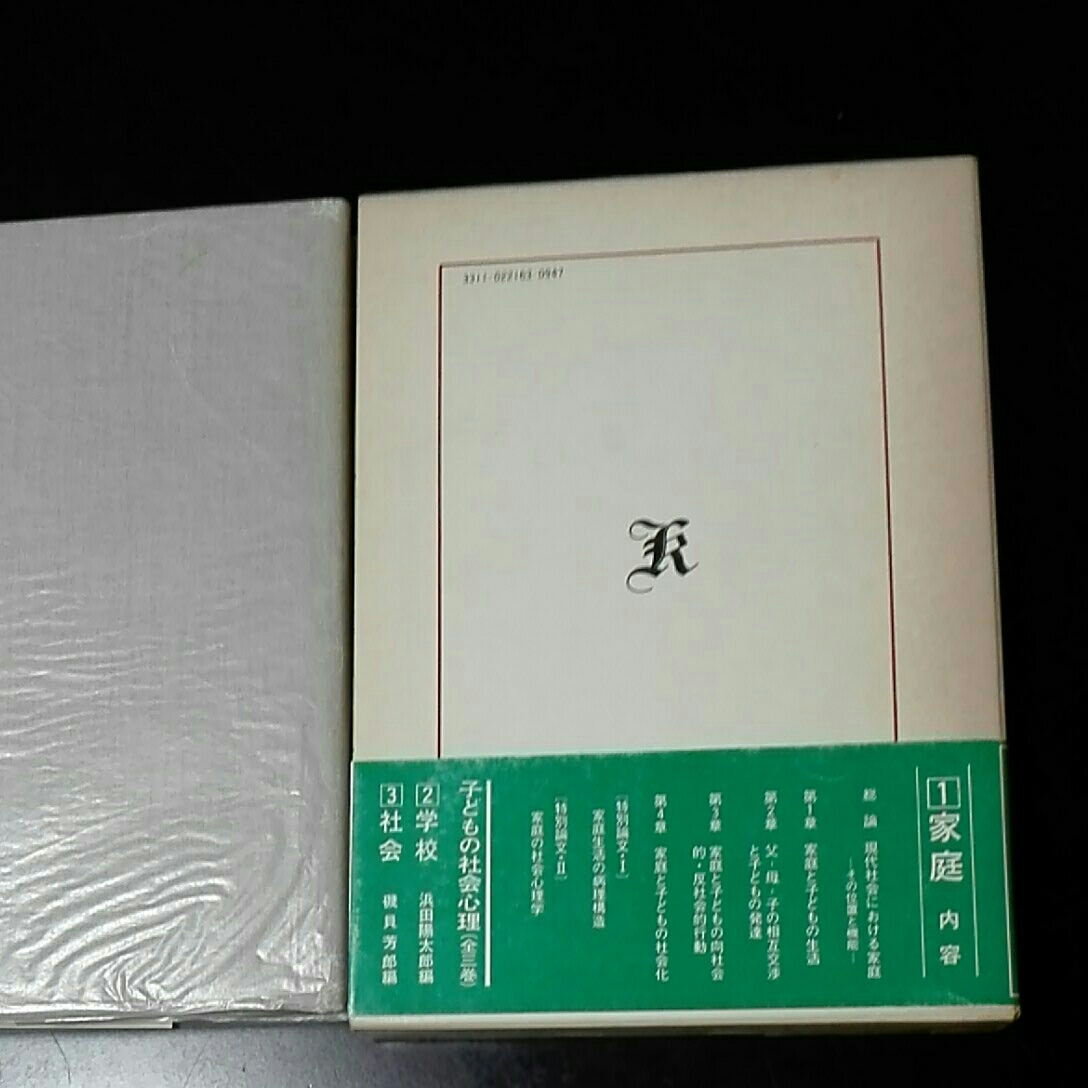 3311-022163-0947
K
1家庭 内容
総論 現代社会における家庭
―その位置と機能―
第1章 家庭と子どもの生活
第2章 父・母・子の相互交渉
と子どもの発達
第3章 家庭と子どもの向社会
的・反社会的行動
第4章 家庭と子どもの社会化
〔特別論文・I〕
家庭生活の病理構造
〔特別論文・II〕
家庭の社会心理学
子どもの社会心理(全三巻)
2学校 浜田陽太郎編
3社会 磯貝芳郎編